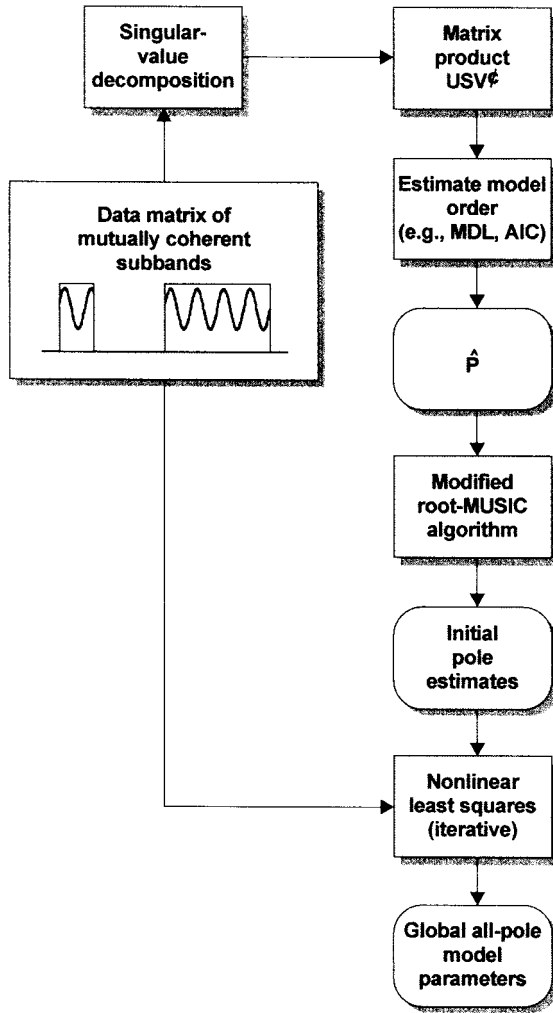 Singular-
value
decomposition
Matrix
product
USV¢
Data matrix of
mutually coherent
subbands
Estimate model
order
(e.g., MDL, AIC)
P̂
Modified
root-MUSIC
algorithm
Initial
pole
estimates
Nonlinear
least squares
(iterative)
Global all-pole
model
parameters